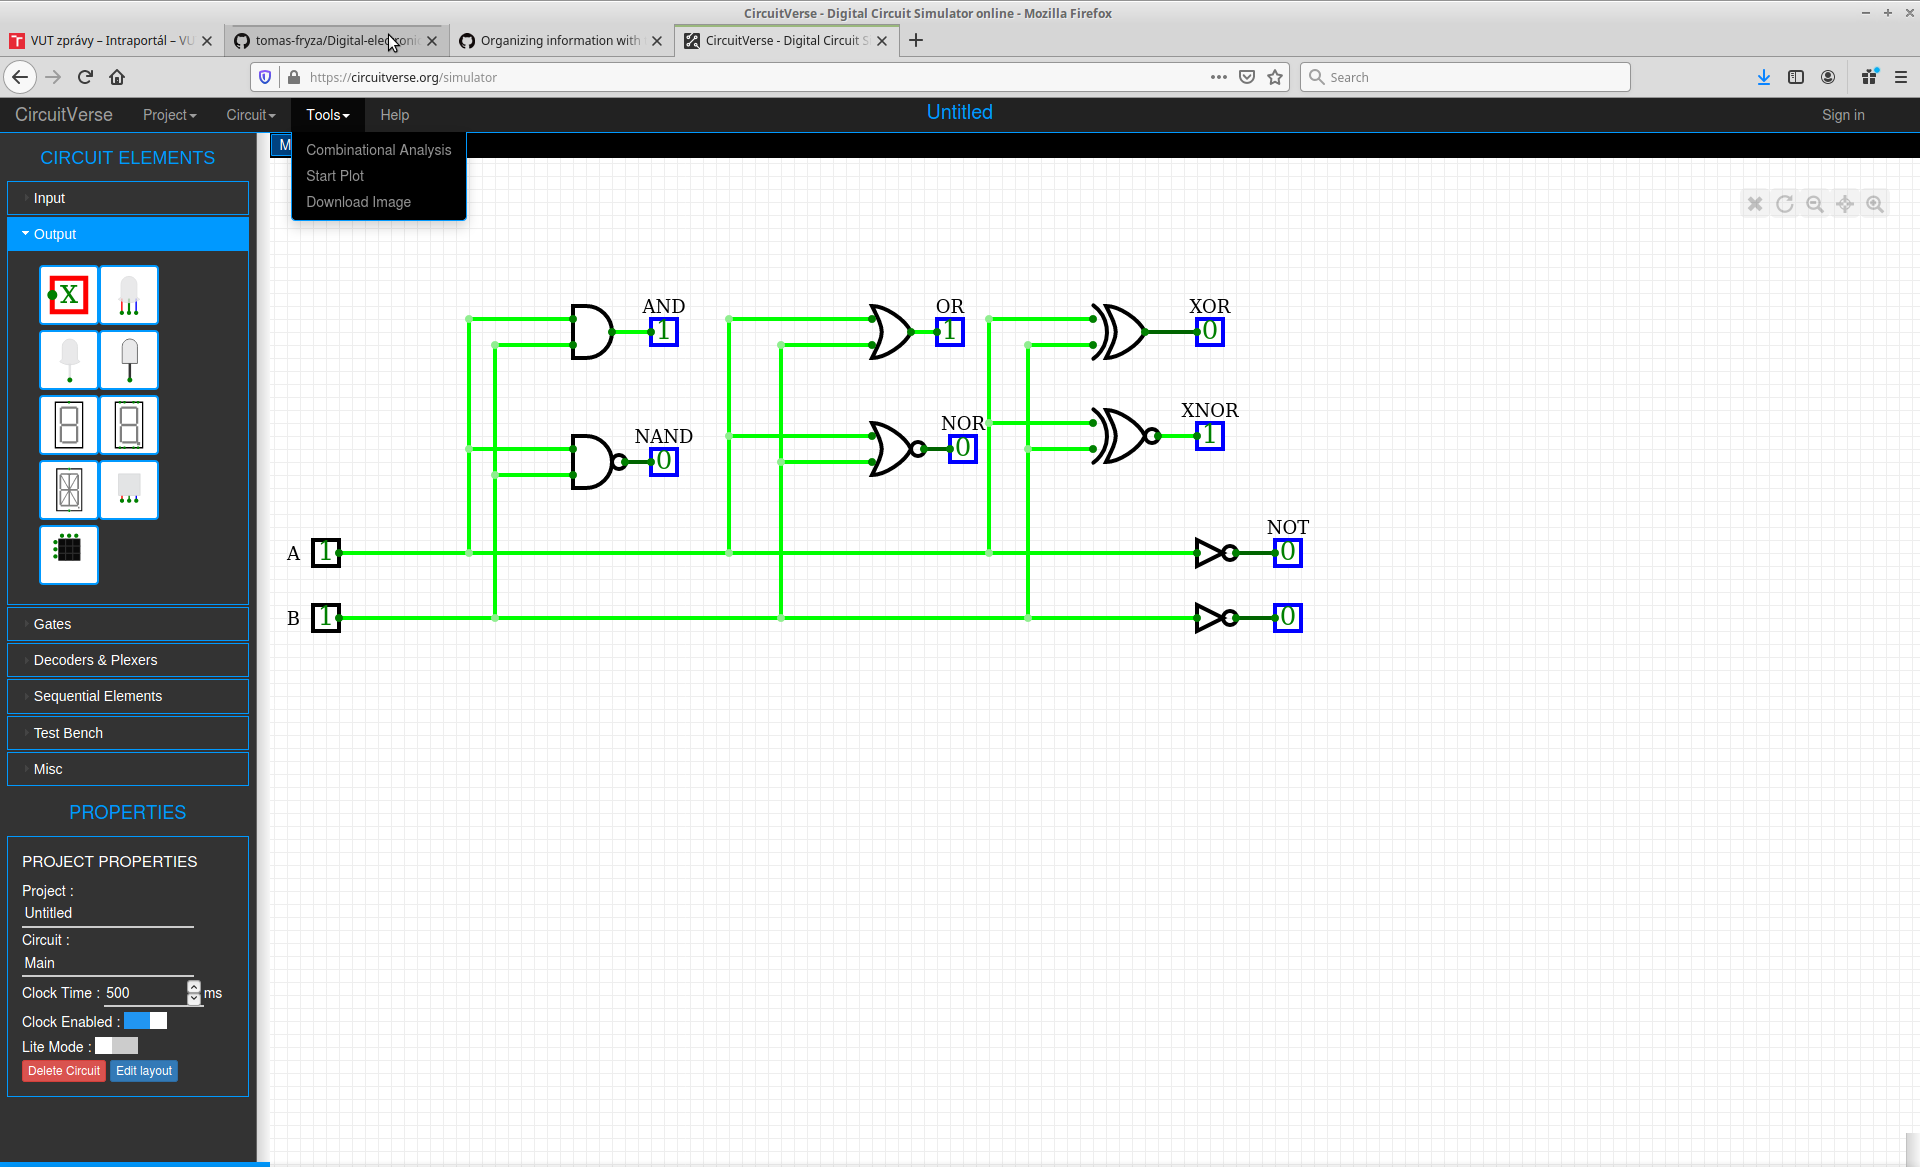 CircuitVerse - Digital Circuit Simulator online - Mozilla Firefox
VUT zprávy – Intraportál – VU
tomas-fryza/Digital-electronic
Organizing information with
CircuitVerse - Digital Circuit S
https://circuitverse.org/simulator
Search
CircuitVerse
Project
Circuit
Tools
Help
Untitled
Sign in
M
Combinational Analysis
Start Plot
Download Image
CIRCUIT ELEMENTS
Input
Output
X
Gates
Decoders & Plexers
Sequential Elements
Test Bench
Misc
PROPERTIES
PROJECT PROPERTIES
Project :
Untitled
Circuit :
Main
Clock Time : 500 ms
Clock Enabled :
Lite Mode :
Delete Circuit
Edit layout
AND
1
OR
1
XOR
0
NAND
0
NOR
0
XNOR
1
NOT
A 1
0
B 1
0